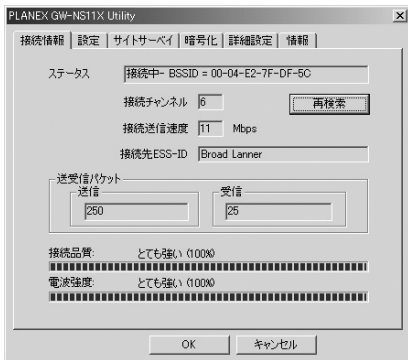 PLANEX GW-NS11X Utility
接続情報 設定 サイトサーベイ 暗号化 詳細設定 情報
ステータス 接続中- BSSID = 00-04-E2-7F-DF-5C
接続チャンネル 6 再検索
接続送信速度 11 Mbps
接続先ESS-ID Broad Lanner
送受信パケット
送信 受信
250 25
接続品質: とても強い (100%)
電波強度: とても強い (100%)
OK キャンセル